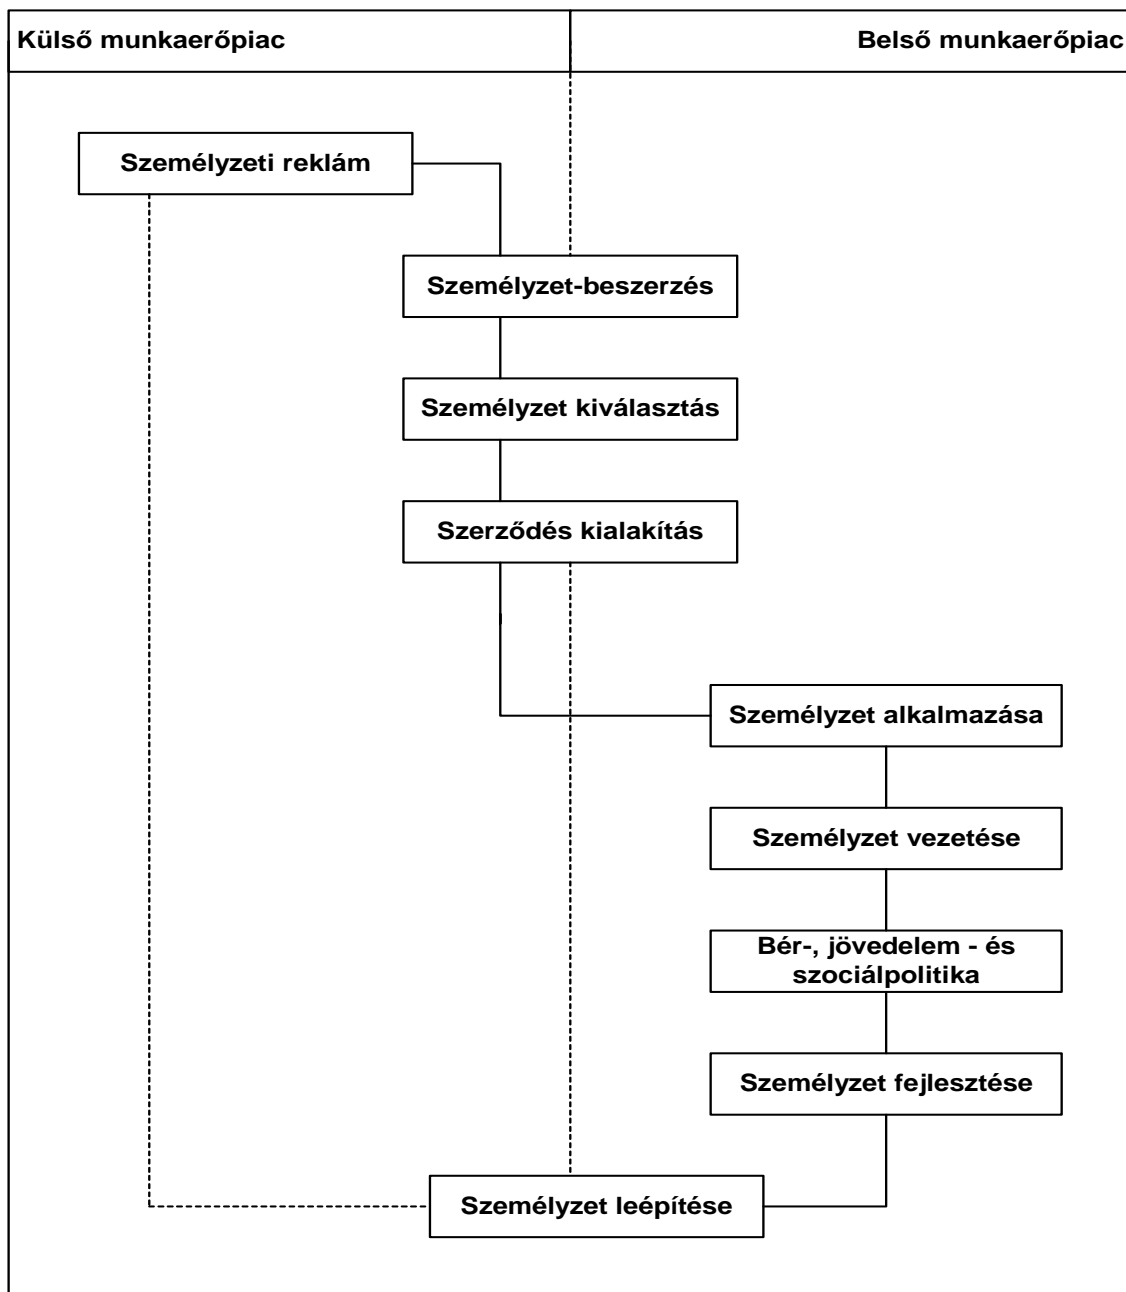 Külső munkaerőpiac
Belső munkaerőpiac
Személyzeti reklám
Személyzet-beszerzés
Személyzet kiválasztás
Szerződés kialakítás
Személyzet alkalmazása
Személyzet vezetése
Bér-, jövedelem - és
szociálpolitika
Személyzet fejlesztése
Személyzet leépítése